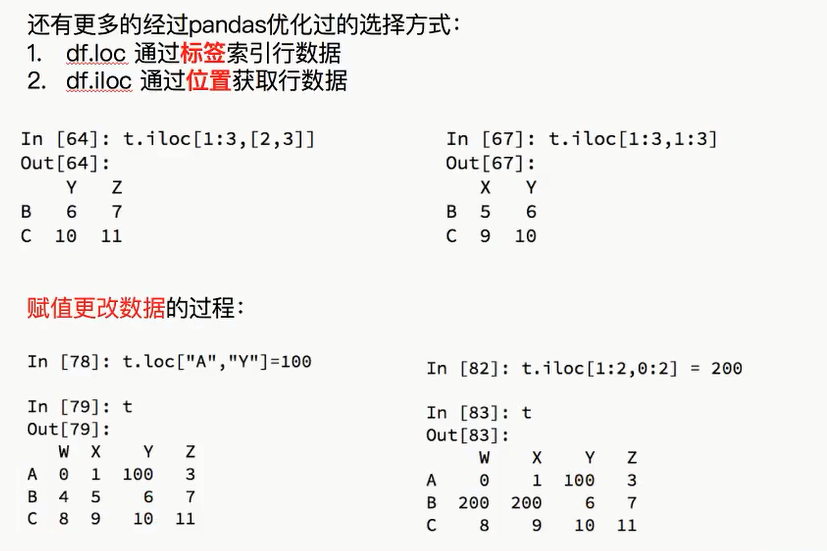 还有更多的经过pandas优化过的选择方式：
1. df.loc 通过标签索引行数据
2. df.iloc 通过位置获取行数据
In [64]: t.iloc[1:3,[2,3]]
Out[64]:
Y Z
B 6 7
C 10 11
In [67]: t.iloc[1:3,1:3]
Out[67]:
X Y
B 5 6
C 9 10
赋值更改数据的过程：
In [78]: t.loc["A","Y"]=100
In [79]: t
Out[79]:
W X Y Z
A 0 1 100 3
B 4 5 6 7
C 8 9 10 11
In [82]: t.iloc[1:2,0:2] = 200
In [83]: t
Out[83]:
W X Y Z
A 0 1 100 3
B 200 200 6 7
C 8 9 10 11